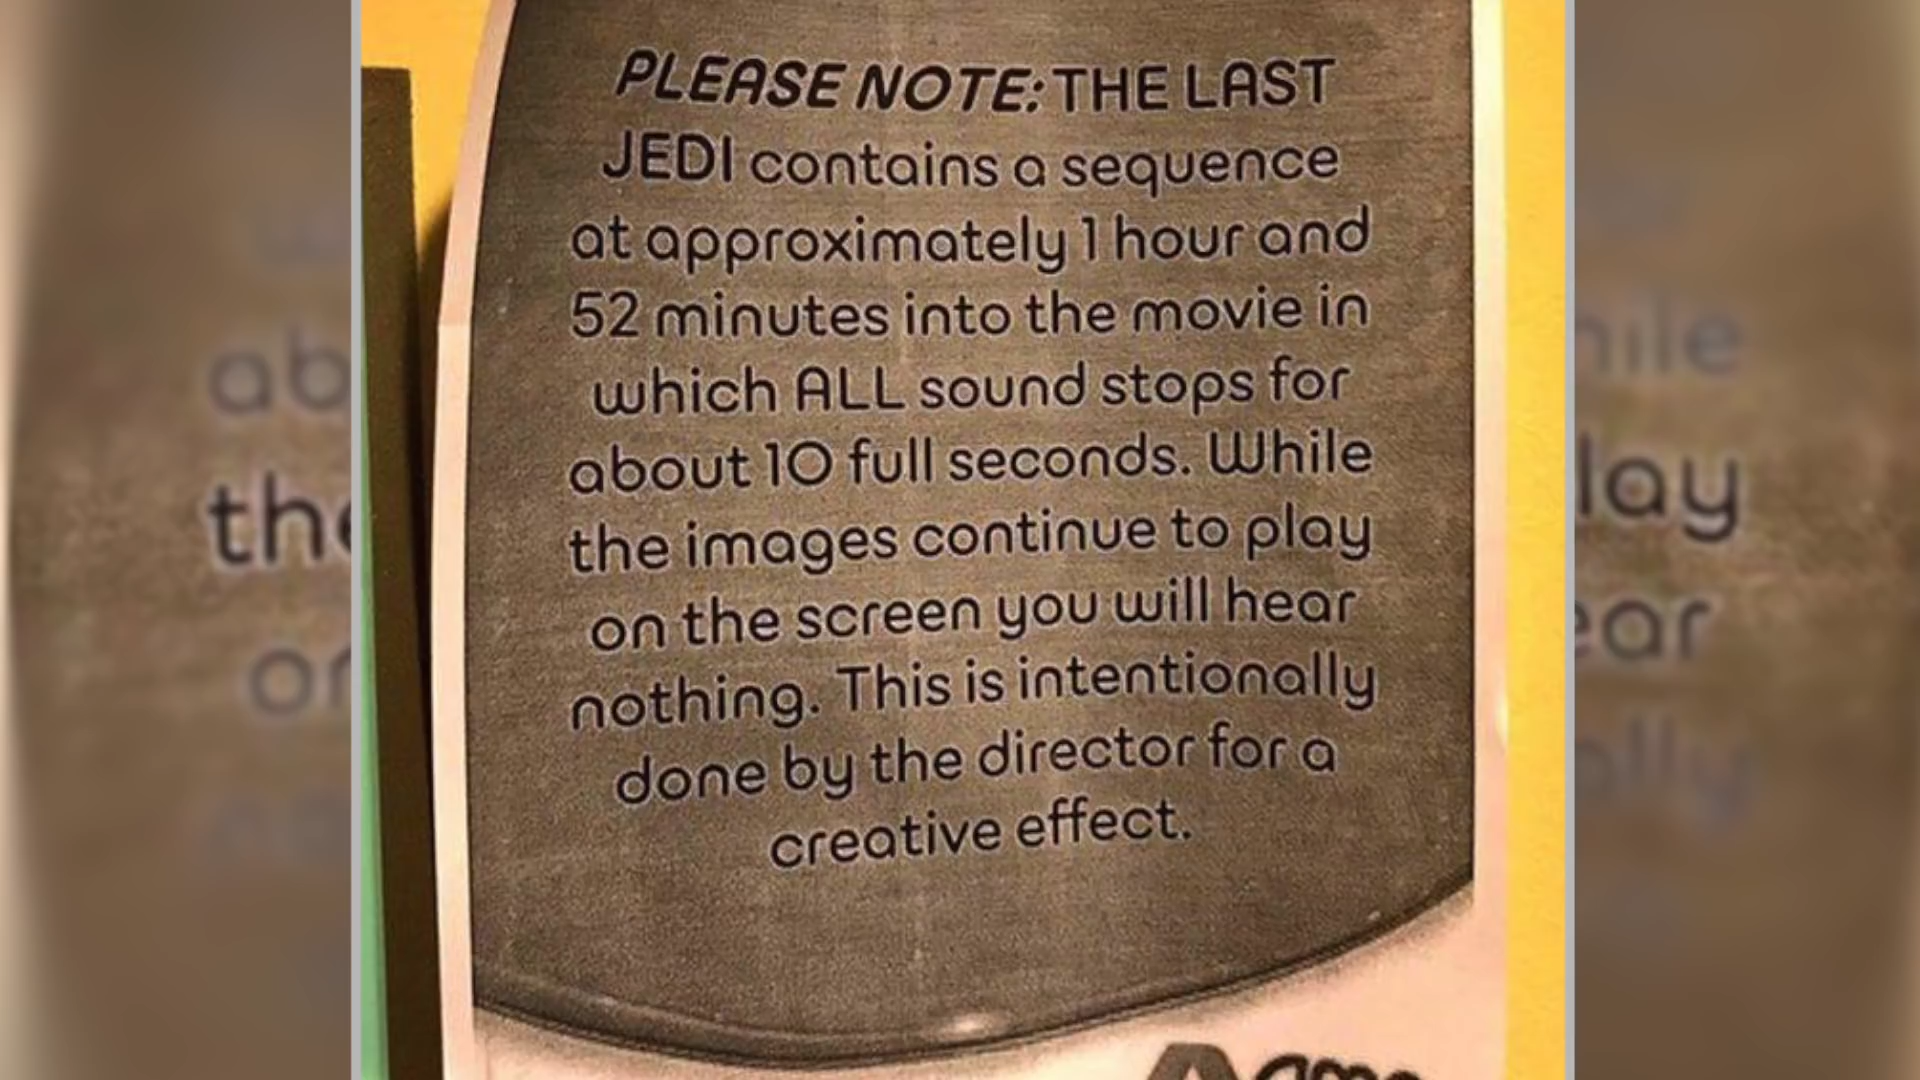 PLEASE NOTE: THE LAST
JEDI contains a sequence
at approximately 1 hour and
52 minutes into the movie in
which ALL sound stops for
about 10 full seconds. While
the images continue to play
on the screen you will hear
nothing. This is intentionally
done by the director for a
creative effect.